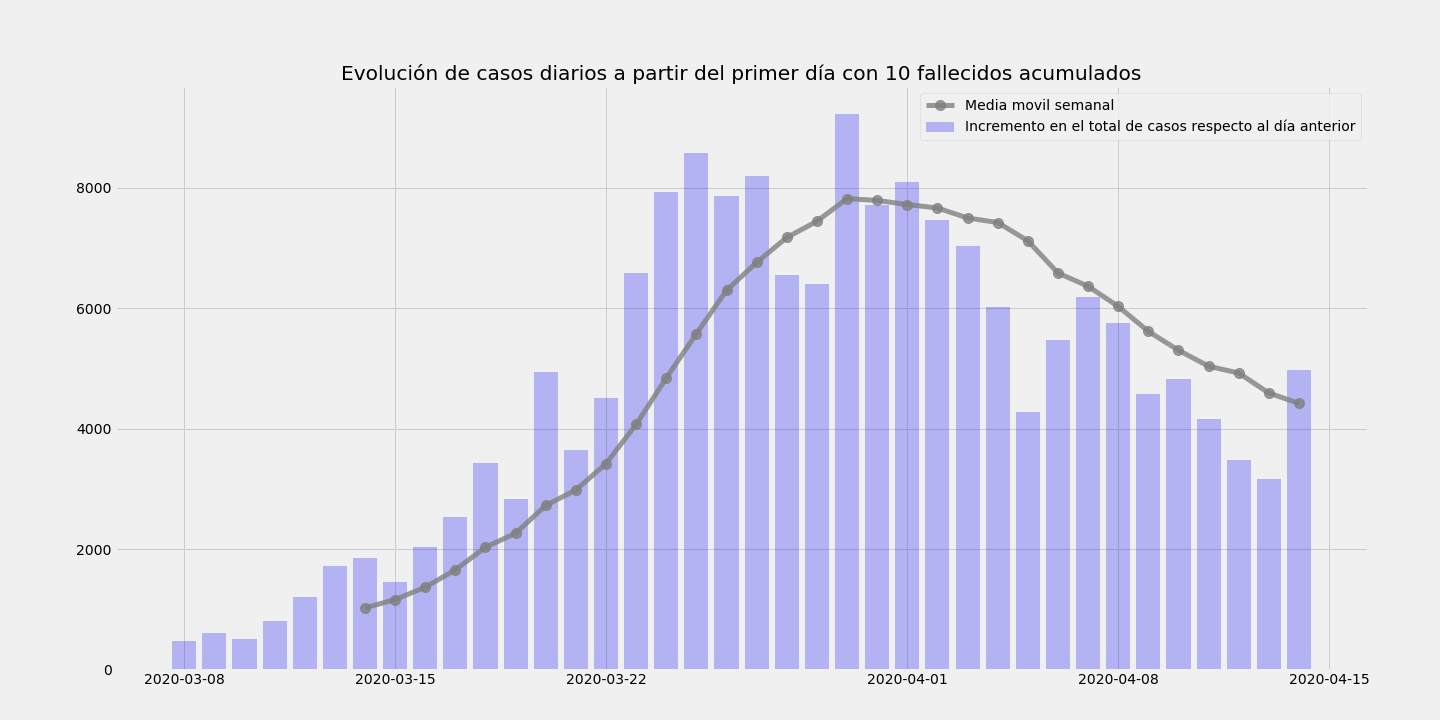 Evolución de casos diarios a partir del primer día con 10 fallecidos acumulados
Media movil semanal
Incremento en el total de casos respecto al día anterior
8000
6000
4000
2000
0
2020-03-08 2020-03-15 2020-03-22 2020-04-01 2020-04-08 2020-04-15